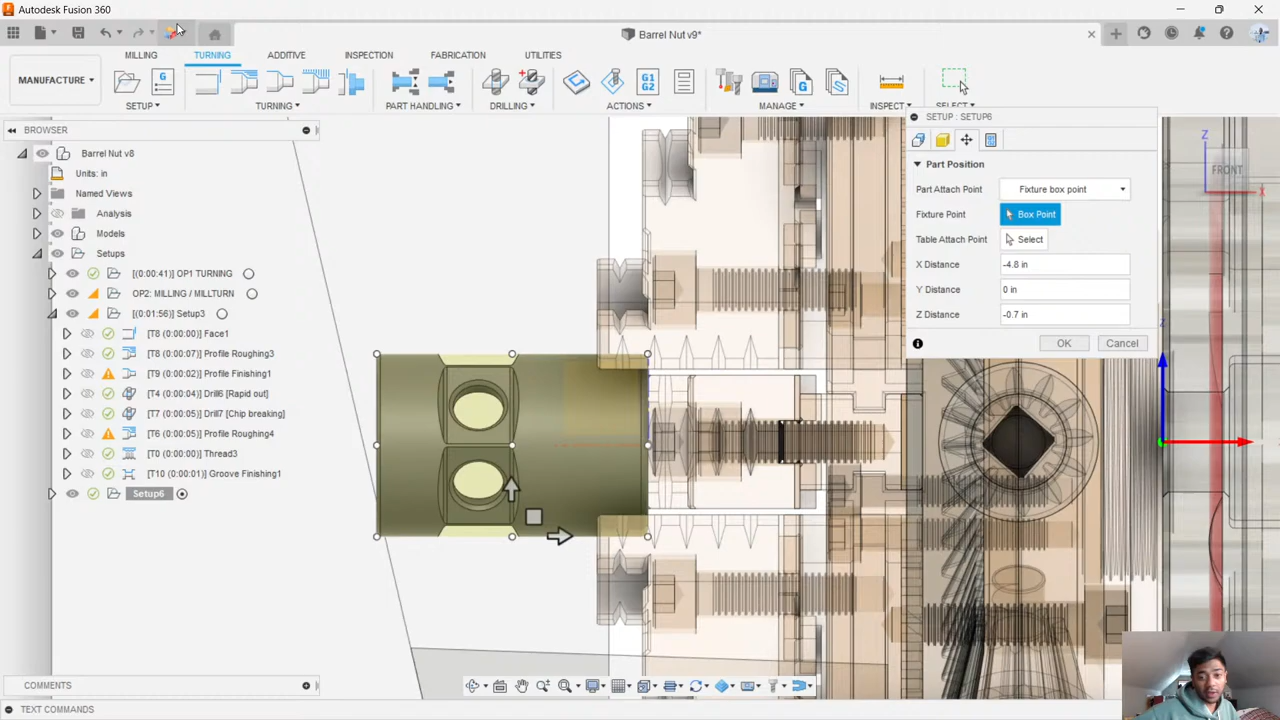 Autodesk Fusion 360
Barrel Nut v9*
MANUFACTURE
MILLING
TURNING
ADDITIVE
INSPECTION
FABRICATION
UTILITIES
G
G1
G2
G
SETUP
TURNING
PART HANDLING
DRILLING
ACTIONS
MANAGE
INSPECT
SELECT
BROWSER
Barrel Nut v8
Units: in
Named Views
Analysis
Models
Setups
[(0:00:41) OP1 TURNING
OP2: MILLING / MILLTURN
[(0:01:56) Setup3
[T8 (0:00:00)] Face1
[T8 (0:00:07)] Profile Roughing3
[T9 (0:00:02)] Profile Finishing1
[T4 (0:00:04)] Drill6 [Rapid out]
[T7 (0:00:05)] Drill7 [Chip breaking]
[T6 (0:00:05)] Profile Roughing4
[T0 (0:00:00)] Thread3
[T10 (0:00:01)] Groove Finishing1
Setup6
SETUP : SETUP6
Part Position
Part Attach Point
Fixture box point
Fixture Point
Box Point
Table Attach Point
Select
X Distance
-4.8 in
Y Distance
0 in
Z Distance
-0.7 in
OK
Cancel
Z
FRONT
X
Z
COMMENTS
TEXT COMMANDS